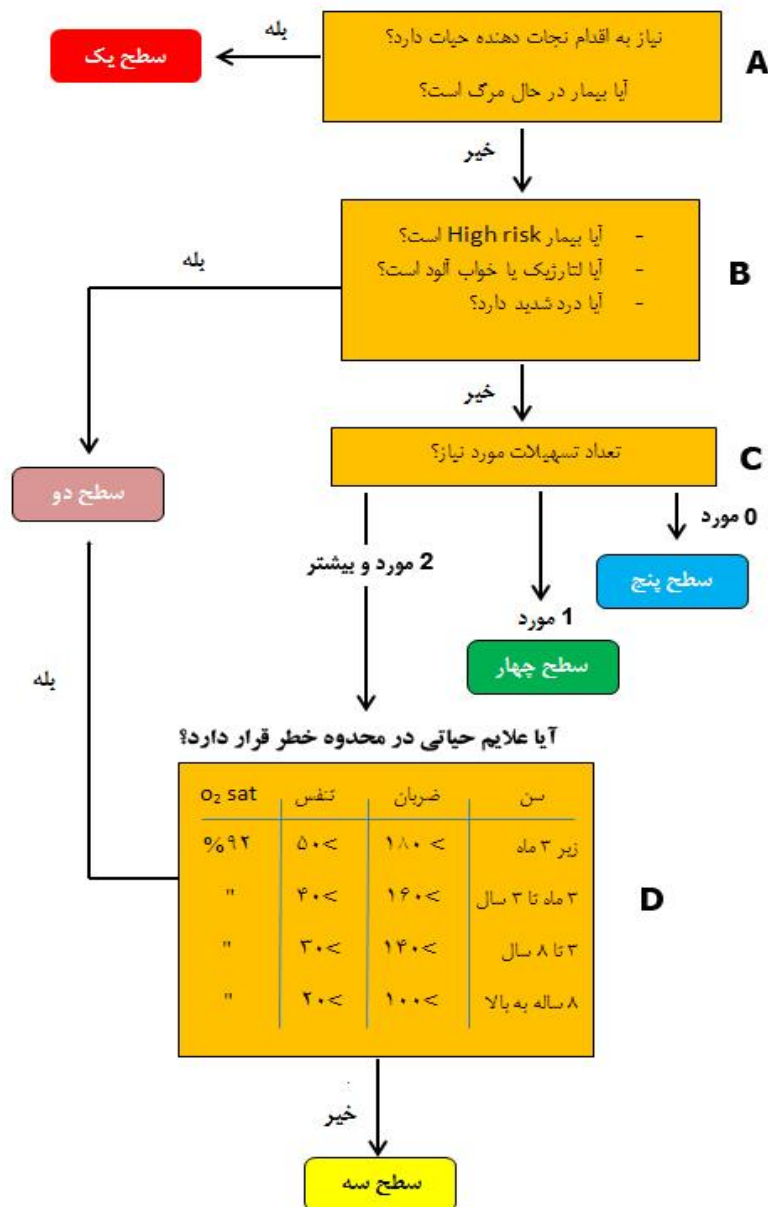 نیاز به اقدام نجات دهنده حیات دارد؟
آیا بیمار در حال مرگ است؟
A
بله
سطح یک
خیر
- آیا بیمار High risk است؟
- آیا لتارژیک یا خواب آلود است؟
- آیا درد شدید دارد؟
B
بله
خیر
تعداد تسهیلات مورد نیاز؟
C
سطح دو
0 مورد
سطح پنج
1 مورد
سطح چهار
2 مورد و بیشتر
بله
آیا علایم حیاتی در محدوده خطر قرار دارد؟
سن ضربان تنفس o₂ sat
زیر ۳ ماه >۱۸۰ >۵۰ %۹۲
۳ ماه تا ۳ سال >۱۶۰ >۴۰ "
۳ تا ۸ سال >۱۴۰ >۳۰ "
۸ ساله به بالا >۱۰۰ >۲۰ "
D
خیر
سطح سه